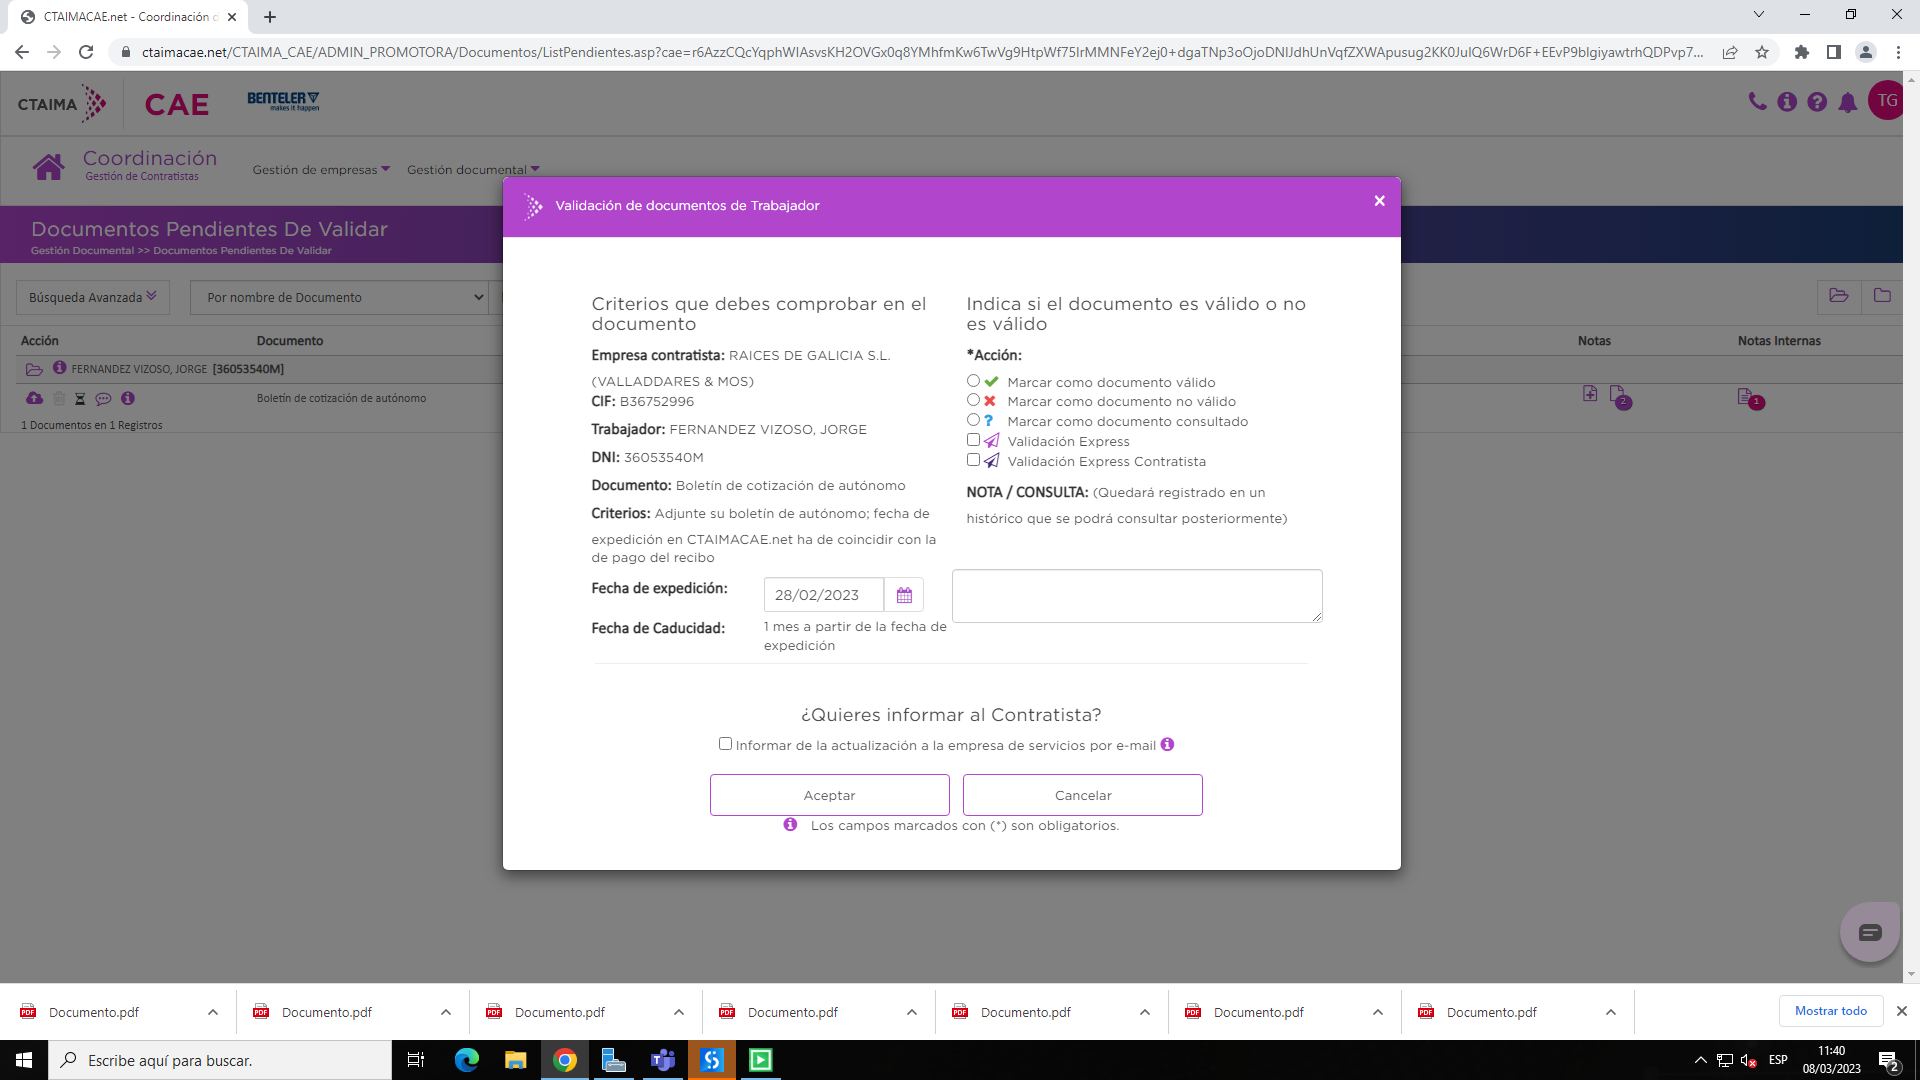 CTAIMACAE.net - Coordinación d
ctaimacae.net/CTAIMA_CAE/ADMIN_PROMOTORA/Documentos/ListPendientes.asp?cae=
CTAIMA
CAE
BENTELER
makes it happen
TG
Coordinación
Gestión de Contratistas
Gestión de empresas
Gestión documental
Documentos Pendientes De Validar
Gestión Documental >> Documentos Pendientes De Validar
Búsqueda Avanzada
Por nombre de Documento
Acción
Documento
Notas
Notas Internas
FERNANDEZ VIZOSO, JORGE [36053540M]
Boletín de cotización de autónomo
2
1
1 Documentos en 1 Registros
Validación de documentos de Trabajador
×
Criterios que debes comprobar en el
documento
Empresa contratista: RAICES DE GALICIA S.L.
(VALLADDARES & MOS)
CIF: B36752996
Trabajador: FERNANDEZ VIZOSO, JORGE
DNI: 36053540M
Documento: Boletín de cotización de autónomo
Criterios: Adjunte su boletín de autónomo; fecha de
expedición en CTAIMACAE.net ha de coincidir con la
de pago del recibo
Fecha de expedición:
28/02/2023
Fecha de Caducidad:
1 mes a partir de la fecha de
expedición
Indica si el documento es válido o no
es válido
*Acción:
Marcar como documento válido
Marcar como documento no válido
? Marcar como documento consultado
Validación Express
Validación Express Contratista
NOTA / CONSULTA: (Quedará registrado en un
histórico que se podrá consultar posteriormente)
¿Quieres informar al Contratista?
Informar de la actualización a la empresa de servicios por e-mail
Aceptar
Cancelar
Los campos marcados con (*) son obligatorios.
Documento.pdf
Documento.pdf
Documento.pdf
Documento.pdf
Documento.pdf
Documento.pdf
Documento.pdf
Mostrar todo
Escribe aquí para buscar.
ESP
11:40
08/03/2023
2